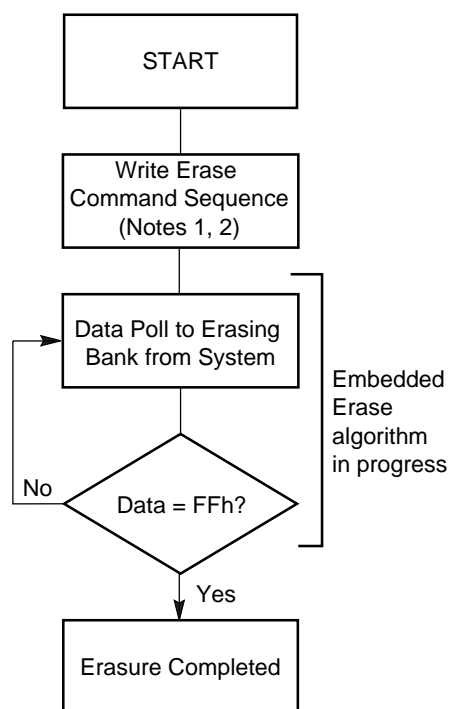 START
Write Erase
Command Sequence
(Notes 1, 2)
Data Poll to Erasing
Bank from System
Embedded
Erase
algorithm
in progress
No
Data = FFh?
Yes
Erasure Completed